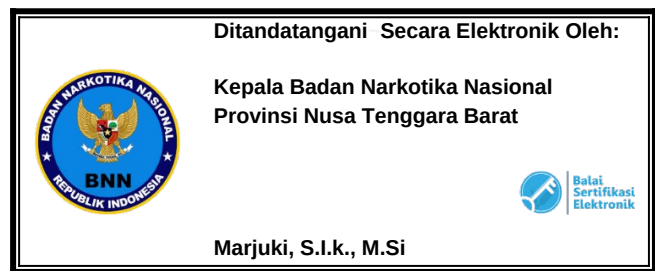 Ditandatangani Secara Elektronik Oleh:
Kepala Badan Narkotika Nasional
Provinsi Nusa Tenggara Barat
BADAN NARKOTIKA NASIONAL
BNN
REPUBLIK INDONESIA
Balai
Sertifikasi
Elektronik
Marjuki, S.I.k., M.Si